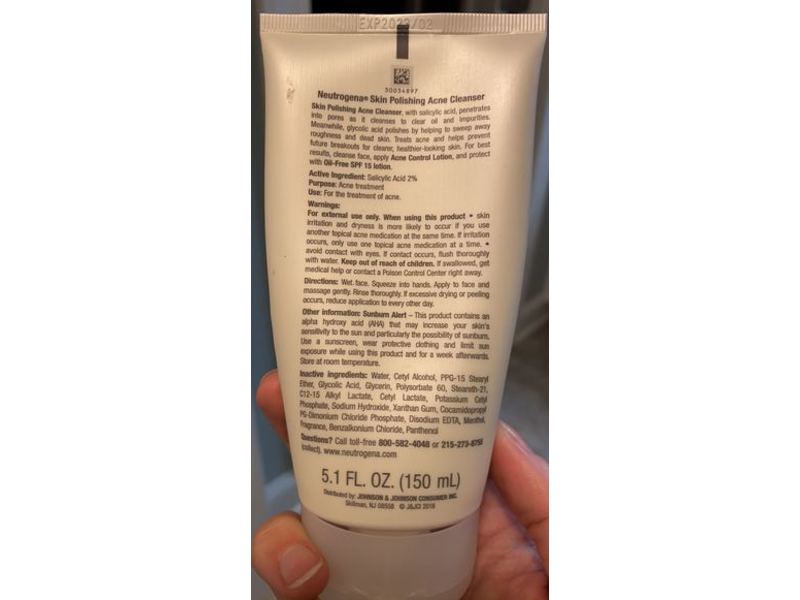 30034897
Neutrogena® Skin Polishing Acne Cleanser
Skin Polishing Acne Cleanser, with salicylic acid, penetrates
into pores as it cleanses to clear oil and impurities.
Meanwhile, glycolic acid polishes by helping to sweep away
roughness and dead skin. Treats acne and helps prevent
future breakouts for clearer, healthier-looking skin. For best
results, cleanse face, apply Acne Control Lotion, and protect
with Oil-Free SPF 15 lotion.
Active Ingredient: Salicylic Acid 2%
Purpose: Acne treatment
Use: For the treatment of acne.
Warnings:
For external use only. When using this product • skin
irritation and dryness is more likely to occur if you use
another topical acne medication at the same time. If irritation
occurs, only use one topical acne medication at a time. •
avoid contact with eyes. If contact occurs, flush thoroughly
with water. Keep out of reach of children. If swallowed, get
medical help or contact a Poison Control Center right away.
Directions: Wet face. Squeeze into hands. Apply to face and
massage gently. Rinse thoroughly. If excessive drying or peeling
occurs, reduce application to every other day.
Other information: Sunburn Alert – This product contains an
alpha hydroxy acid (AHA) that may increase your skin's
sensitivity to the sun and particularly the possibility of sunburn.
Use a sunscreen, wear protective clothing and limit sun
exposure while using this product and for a week afterwards.
Store at room temperature.
Inactive ingredients: Water, Cetyl Alcohol, PPG-15 Stearyl
Ether, Glycolic Acid, Glycerin, Polysorbate 60, Steareth-21,
C12-15 Alkyl Lactate, Cetyl Lactate, Potassium Cetyl
Phosphate, Sodium Hydroxide, Xanthan Gum, Cocamidopropyl
PG-Dimonium Chloride Phosphate, Disodium EDTA, Menthol,
Fragrance, Benzalkonium Chloride, Panthenol
Questions? Call toll-free 800-582-4048 or 215-273-8755
(collect). www.neutrogena.com
5.1 FL. OZ. (150 mL)
Distributed by: JOHNSON & JOHNSON CONSUMER INC.
Skillman, NJ 08558 © J&JCI 2018